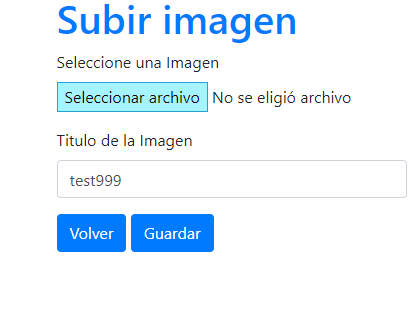 Subir imagen
Seleccione una Imagen
Seleccionar archivo No se eligió archivo
Titulo de la Imagen
test999
Volver Guardar